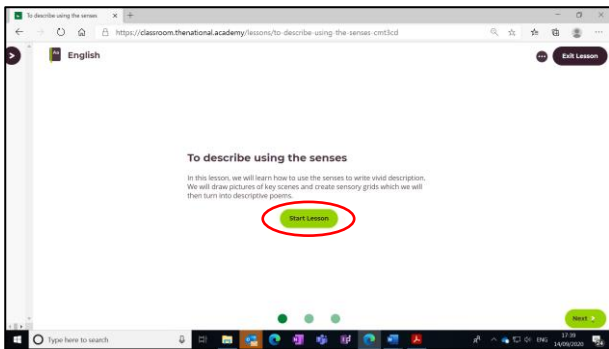 To describe using the senses
https://classroom.thenational.academy/lessons/to-describe-using-the-senses-cmt3cd
English
Exit Lesson
To describe using the senses
In this lesson, we will learn how to use the senses to write vivid description.
We will draw pictures of key scenes and create sensory grids which we will
then turn into descriptive poems.
Start Lesson
Next
Type here to search
ENG
17:39
14/09/2020